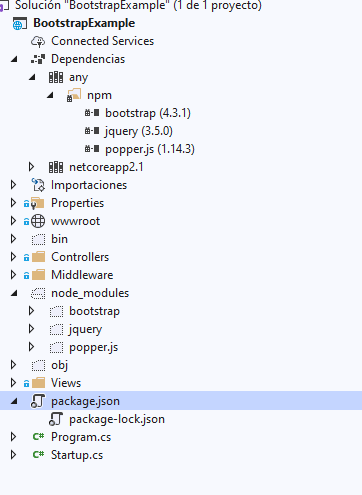 Solución "BootstrapExample" (1 de 1 proyecto)
BootstrapExample
Connected Services
Dependencias
any
npm
bootstrap (4.3.1)
jquery (3.5.0)
popper.js (1.14.3)
netcoreapp2.1
Importaciones
Properties
wwwroot
bin
Controllers
Middleware
node_modules
bootstrap
jquery
popper.js
obj
Views
package.json
package-lock.json
C# Program.cs
C# Startup.cs